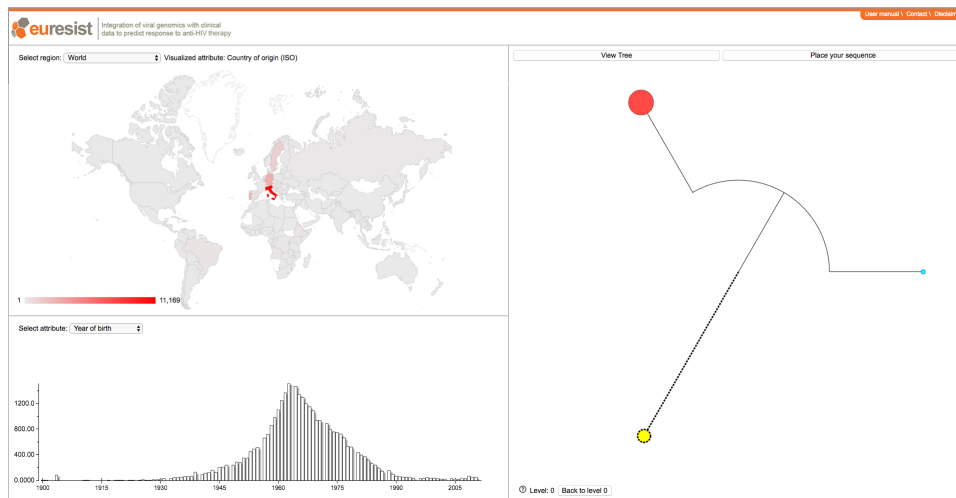 User manual \ Contact \ Disclaim
euresist
Integration of viral genomics with clinical
data to predict response to anti-HIV therapy
Select region: World
Visualized attribute: Country of origin (ISO)
1
11,169
Select attribute: Year of birth
1200.0
800.00
400.00
0.0000
1900
1915
1930
1945
1960
1975
1990
2005
View Tree
Place your sequence
? Level: 0 Back to level 0